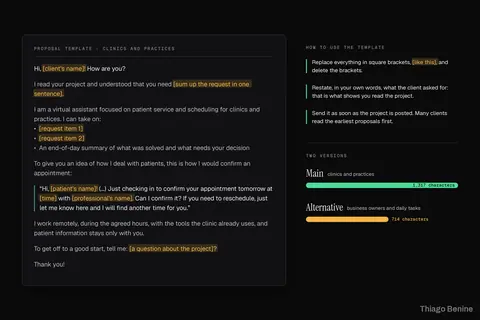 PROPOSAL TEMPLATE · CLINICS AND PRACTICES
Hi, [client's name]! How are you?
I read your project and understood that you need [sum up the request in one
sentence].
I am a virtual assistant focused on patient service and scheduling for clinics and
practices. I can take on:
• [request item 1]
• [request item 2]
• An end-of-day summary of what was solved and what needs your decision
To give you an idea of how I deal with patients, this is how I would confirm an
appointment:
"Hi, [patient's name]! (...) Just checking in to confirm your appointment tomorrow at
[time] with [professional's name]. Can I confirm it? If you need to reschedule, just
let me know here and I will find another time for you."
I work remotely, during the agreed hours, with the tools the clinic already uses, and
patient information stays only with you.
To get off to a good start, tell me: [a question about the project]?
Thank you!
HOW TO USE THE TEMPLATE
Replace everything in square brackets, [like this], and
delete the brackets.
Restate, in your own words, what the client asked for:
that is what shows you read the project.
Send it as soon as the project is posted. Many clients
read the earliest proposals first.
TWO VERSIONS
Main clinics and practices
1,317 characters
Alternative business owners and daily tasks
714 characters
Thiago Benine